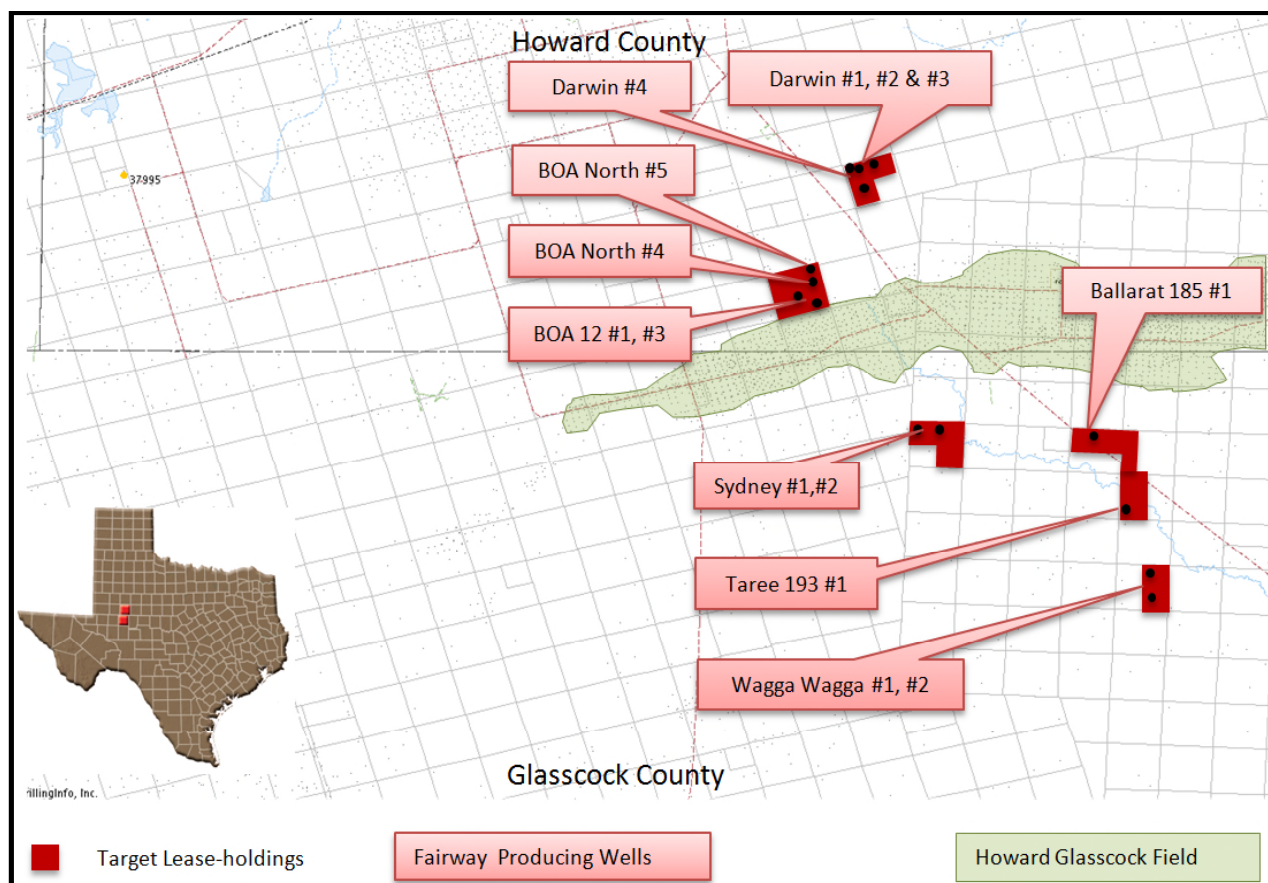 Howard County
Darwin #4
Darwin #1, #2 & #3
BOA North #5
37995
BOA North #4
Ballarat 185 #1
BOA 12 #1, #3
Sydney #1,#2
Taree 193 #1
Wagga Wagga #1, #2
Glasscock County
rillingInfo, Inc.
Target Lease-holdings
Fairway Producing Wells
Howard Glasscock Field